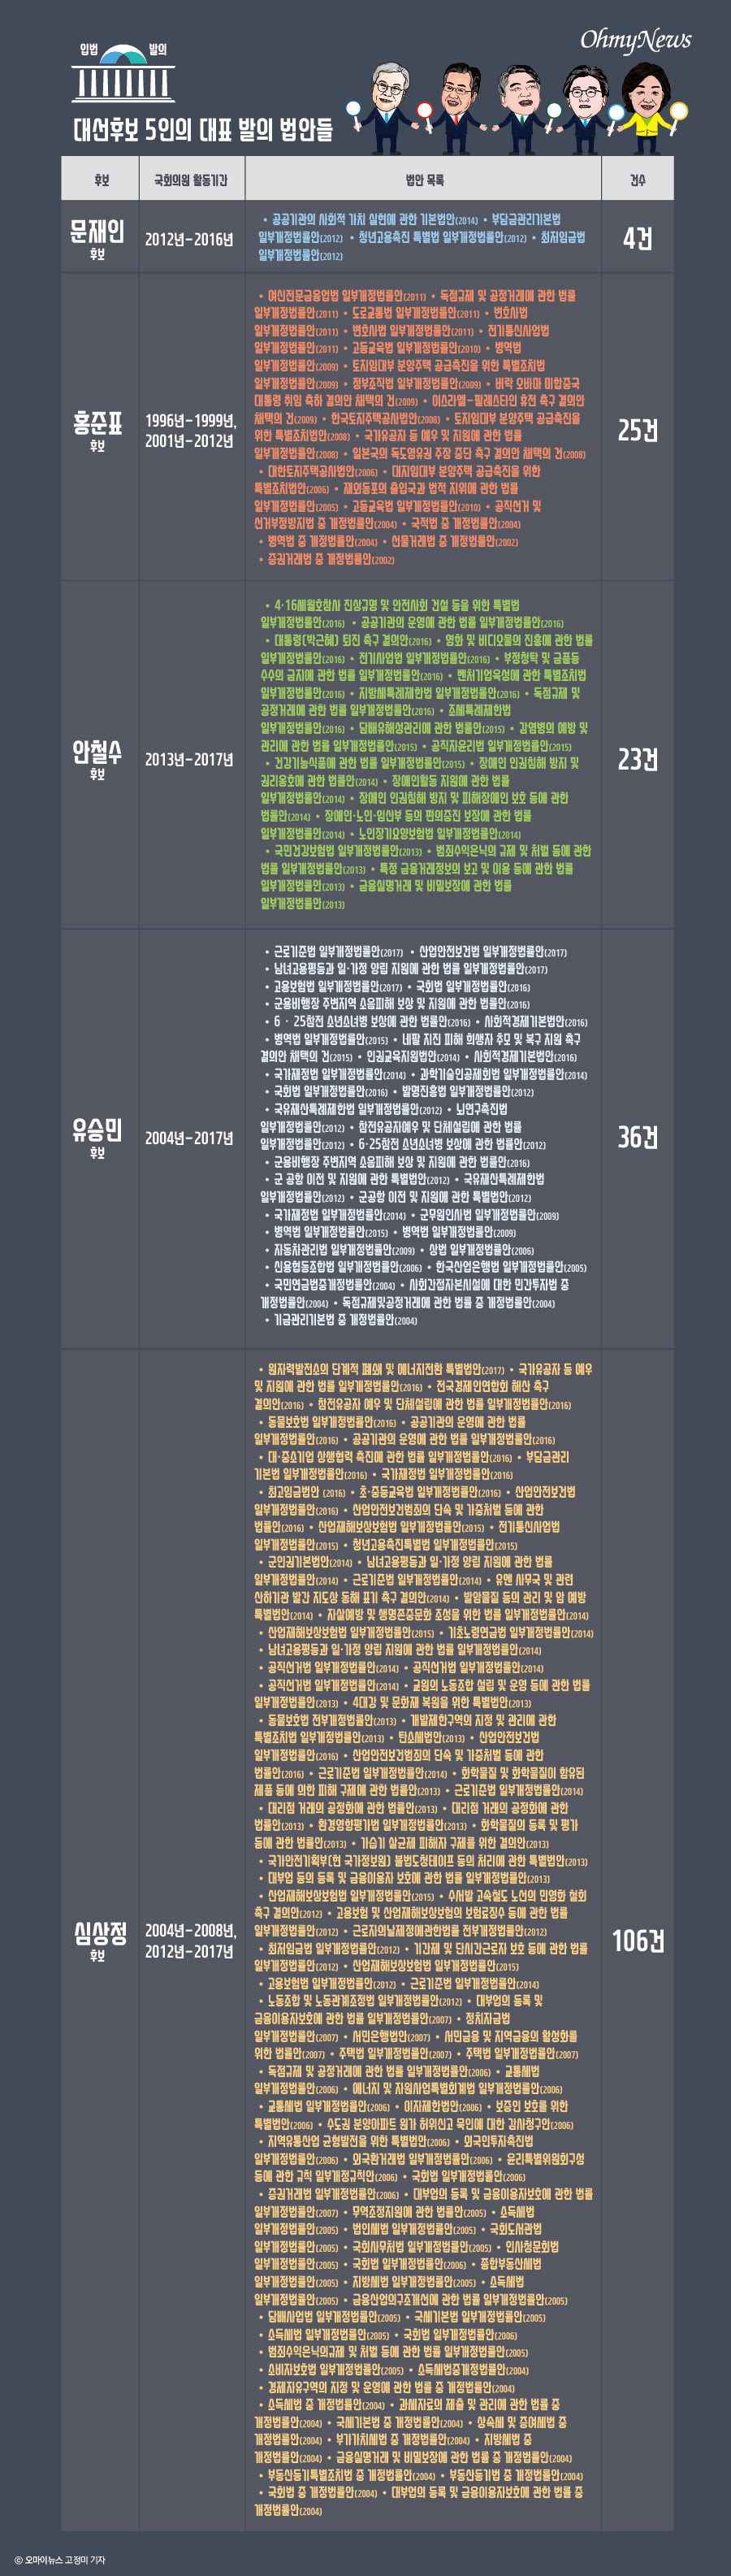 OhmyNews
입법 발의
대선후보 5인의 대표 발의 법안들
후보 국회의원 활동기간 법안 목록 건수
문재인
후보
2012년-2016년
• 공공기관의 사회적 가치 실현에 관한 기본법안(2014) • 부담금관리기본법
일부개정법률안(2012) • 청년고용촉진 특별법 일부개정법률안(2012) • 최저임금법
일부개정법률안(2012)
4건
홍준표
후보
1996년-1999년,
2001년-2012년
• 여신전문금융업법 일부개정법률안(2011) • 독점규제 및 공정거래에 관한 법률
일부개정법률안(2011) • 도로교통법 일부개정법률안(2011) • 변호사법
일부개정법률안(2011) • 변호사법 일부개정법률안(2011) • 전기통신사업법
일부개정법률안(2011) • 고등교육법 일부개정법률안(2010) • 병역법
일부개정법률안(2009) • 토지임대부 분양주택 공급촉진을 위한 특별조치법
일부개정법률안(2009) • 정부조직법 일부개정법률안(2009) • 버락 오바마 미합중국
대통령 취임 축하 결의안 채택의 건(2009) • 이스라엘-팔레스타인 휴전 촉구 결의안
채택의 건(2009) • 한국토지주택공사법안(2008) • 토지임대부 분양주택 공급촉진을
위한 특별조치법안(2008) • 국가유공자 등 예우 및 지원에 관한 법률
일부개정법률안(2008) • 일본국의 독도영유권 주장 중단 촉구 결의안 채택의 건(2008)
• 대한토지주택공사법안(2006) • 대지임대부 분양주택 공급촉진을 위한
특별조치법안(2006) • 재외동포의 출입국과 법적 지위에 관한 법률
일부개정법률안(2005) • 고등교육법 일부개정법률안(2010) • 공직선거 및
선거부정방지법 중 개정법률안(2004) • 국적법 중 개정법률안(2004)
• 병역법 중 개정법률안(2004) • 선물거래법 중 개정법률안(2002)
• 증권거래법 중 개정법률안(2002)
25건
안철수
후보
2013년-2017년
• 4·16세월호참사 진상규명 및 안전사회 건설 등을 위한 특별법
일부개정법률안(2016) • 공공기관의 운영에 관한 법률 일부개정법률안(2016)
• 대통령(박근혜) 퇴진 촉구 결의안(2016) • 영화 및 비디오물의 진흥에 관한 법률
일부개정법률안(2016) • 전기사업법 일부개정법률안(2016) • 부정청탁 및 금품등
수수의 금지에 관한 법률 일부개정법률안(2016) • 벤처기업육성에 관한 특별조치법
일부개정법률안(2016) • 지방세특례제한법 일부개정법률안(2016) • 독점규제 및
공정거래에 관한 법률 일부개정법률안(2016) • 조세특례제한법
일부개정법률안(2016) • 담배유해성관리에 관한 법률안(2015) • 감염병의 예방 및
관리에 관한 법률 일부개정법률안(2015) • 공직자윤리법 일부개정법률안(2015)
• 건강기능식품에 관한 법률 일부개정법률안(2015) • 장애인 인권침해 방지 및
권리옹호에 관한 법률안(2014) • 장애인활동 지원에 관한 법률
일부개정법률안(2014) • 장애인 인권침해 방지 및 피해장애인 보호 등에 관한
법률안(2014) • 장애인·노인·임산부 등의 편의증진 보장에 관한 법률
일부개정법률안(2014) • 노인장기요양보험법 일부개정법률안(2014)
• 국민건강보험법 일부개정법률안(2013) • 범죄수익은닉의 규제 및 처벌 등에 관한
법률 일부개정법률안(2013) • 특정 금융거래정보의 보고 및 이용 등에 관한 법률
일부개정법률안(2013) • 금융실명거래 및 비밀보장에 관한 법률
일부개정법률안(2013)
23건
유승민
후보
2004년-2017년
• 근로기준법 일부개정법률안(2017) • 산업안전보건법 일부개정법률안(2017)
• 남녀고용평등과 일·가정 양립 지원에 관한 법률 일부개정법률안(2017)
• 고용보험법 일부개정법률안(2017) • 국회법 일부개정법률안(2016)
• 군용비행장 주변지역 소음피해 보상 및 지원에 관한 법률안(2016)
• 6 · 25참전 소년소녀병 보상에 관한 법률안(2016) • 사회적경제기본법안(2016)
• 병역법 일부개정법률안(2015) • 네팔 지진 피해 희생자 추모 및 복구 지원 촉구
결의안 채택의 건(2015) • 인권교육지원법안(2014) • 사회적경제기본법안(2016)
• 국가재정법 일부개정법률안(2014) • 과학기술인공제회법 일부개정법률안(2014)
• 국회법 일부개정법률안(2016) • 발명진흥법 일부개정법률안(2012)
• 국유재산특례제한법 일부개정법률안(2012) • 뇌연구촉진법
일부개정법률안(2012) • 참전유공자예우 및 단체설립에 관한 법률
일부개정법률안(2012) • 6·25참전 소년소녀병 보상에 관한 법률안(2012)
• 군용비행장 주변지역 소음피해 보상 및 지원에 관한 법률안(2016)
• 군 공항 이전 및 지원에 관한 특별법안(2012) • 국유재산특례제한법
일부개정법률안(2012) • 군공항 이전 및 지원에 관한 특별법안(2012)
• 국가재정법 일부개정법률안(2014) • 군무원인사법 일부개정법률안(2009)
• 병역법 일부개정법률안(2015) • 병역법 일부개정법률안(2009)
• 자동차관리법 일부개정법률안(2009) • 상법 일부개정법률안(2006)
• 신용협동조합법 일부개정법률안(2006) • 한국산업은행법 일부개정법률안(2005)
• 국민연금법중개정법률안(2004) • 사회간접자본시설에 대한 민간투자법 중
개정법률안(2004) • 독점규제및공정거래에 관한 법률 중 개정법률안(2004)
• 기금관리기본법 중 개정법률안(2004)
36건
심상정
후보
2004년-2008년,
2012년-2017년
• 원자력발전소의 단계적 폐쇄 및 에너지전환 특별법안(2017) • 국가유공자 등 예우
및 지원에 관한 법률 일부개정법률안(2016) • 전국경제인연합회 해산 촉구
결의안(2016) • 참전유공자 예우 및 단체설립에 관한 법률 일부개정법률안(2016)
• 동물보호법 일부개정법률안(2016) • 공공기관의 운영에 관한 법률
일부개정법률안(2016) • 공공기관의 운영에 관한 법률 일부개정법률안(2016)
• 대·중소기업 상생협력 촉진에 관한 법률 일부개정법률안(2016) • 부담금관리
기본법 일부개정법률안(2016) • 국가재정법 일부개정법률안(2016)
• 최고임금법안 (2016) • 초·중등교육법 일부개정법률안(2016) • 산업안전보건법
일부개정법률안(2016) • 산업안전보건범죄의 단속 및 가중처벌 등에 관한
법률안(2016) • 산업재해보상보험법 일부개정법률안(2015) • 전기통신사업법
일부개정법률안(2015) • 청년고용촉진특별법 일부개정법률안(2015)
• 군인권기본법안(2014) • 남녀고용평등과 일·가정 양립 지원에 관한 법률
일부개정법률안(2014) • 근로기준법 일부개정법률안(2014) • 유엔 사무국 및 관련
산하기관 발간 지도상 동해 표기 촉구 결의안(2014) • 발암물질 등의 관리 및 암 예방
특별법안(2014) • 자살예방 및 생명존중문화 조성을 위한 법률 일부개정법률안(2014)
• 산업재해보상보험법 일부개정법률안(2015) • 기초노령연금법 일부개정법률안(2014)
• 남녀고용평등과 일·가정 양립 지원에 관한 법률 일부개정법률안(2014)
• 공직선거법 일부개정법률안(2014) • 공직선거법 일부개정법률안(2014)
• 공직선거법 일부개정법률안(2014) • 교원의 노동조합 설립 및 운영 등에 관한 법률
일부개정법률안(2013) • 4대강 및 문화재 복원을 위한 특별법안(2013)
• 동물보호법 전부개정법률안(2013) • 개발제한구역의 지정 및 관리에 관한
특별조치법 일부개정법률안(2013) • 탄소세법안(2013) • 산업안전보건법
일부개정법률안(2016) • 산업안전보건범죄의 단속 및 가중처벌 등에 관한
법률안(2016) • 근로기준법 일부개정법률안(2014) • 화학물질 및 화학물질이 함유된
제품 등에 의한 피해 구제에 관한 법률안(2013) • 근로기준법 일부개정법률안(2014)
• 대리점 거래의 공정화에 관한 법률안(2013) • 대리점 거래의 공정화에 관한
법률안(2013) • 환경영향평가법 일부개정법률안(2013) • 화학물질의 등록 및 평가
등에 관한 법률안(2013) • 가습기 살균제 피해자 구제를 위한 결의안(2013)
• 국가안전기획부(현 국가정보원) 불법도청테이프 등의 처리에 관한 특별법안(2013)
• 대부업 등의 등록 및 금융이용자 보호에 관한 법률 일부개정법률안(2013)
• 산업재해보상보험법 일부개정법률안(2015) • 수서발 고속철도 노선의 민영화 철회
촉구 결의안(2012) • 고용보험 및 산업재해보상보험의 보험료징수 등에 관한 법률
일부개정법률안(2012) • 근로자의날제정에관한법률 전부개정법률안(2012)
• 최저임금법 일부개정법률안(2012) • 기간제 및 단시간근로자 보호 등에 관한 법률
일부개정법률안(2012) • 산업재해보상보험법 일부개정법률안(2015)
• 고용보험법 일부개정법률안(2012) • 근로기준법 일부개정법률안(2014)
• 노동조합 및 노동관계조정법 일부개정법률안(2012) • 대부업의 등록 및
금융이용자보호에 관한 법률 일부개정법률안(2007) • 정치자금법
일부개정법률안(2007) • 서민은행법안(2007) • 서민금융 및 지역금융의 활성화를
위한 법률안(2007) • 주택법 일부개정법률안(2007) • 주택법 일부개정법률안(2007)
• 독점규제 및 공정거래에 관한 법률 일부개정법률안(2006) • 교통세법
일부개정법률안(2006) • 에너지 및 자원사업특별회계법 일부개정법률안(2006)
• 교통세법 일부개정법률안(2006) • 이자제한법안(2006) • 보증인 보호를 위한
특별법안(2006) • 수도권 분양아파트 원가 허위신고 묵인에 대한 감사청구안(2006)
• 지역유통산업 균형발전을 위한 특별법안(2006) • 외국인투자촉진법
일부개정법률안(2006) • 외국환거래법 일부개정법률안(2006) • 윤리특별위원회구성
등에 관한 규칙 일부개정규칙안(2006) • 국회법 일부개정법률안(2006)
• 증권거래법 일부개정법률안(2006) • 대부업의 등록 및 금융이용자보호에 관한 법률
일부개정법률안(2007) • 무역조정지원에 관한 법률안(2005) • 소득세법
일부개정법률안(2005) • 법인세법 일부개정법률안(2005) • 국회도서관법
일부개정법률안(2005) • 국회사무처법 일부개정법률안(2005) • 인사청문회법
일부개정법률안(2005) • 국회법 일부개정법률안(2006) • 종합부동산세법
일부개정법률안(2005) • 지방세법 일부개정법률안(2005) • 소득세법
일부개정법률안(2005) • 금융산업의구조개선에 관한 법률 일부개정법률안(2005)
• 담배사업법 일부개정법률안(2005) • 국세기본법 일부개정법률안(2005)
• 소득세법 일부개정법률안(2005) • 국회법 일부개정법률안(2006)
• 범죄수익은닉의규제 및 처벌 등에 관한 법률 일부개정법률안(2005)
• 소비자보호법 일부개정법률안(2005) • 소득세법중개정법률안(2004)
• 경제자유구역의 지정 및 운영에 관한 법률 중 개정법률안(2004)
• 소득세법 중 개정법률안(2004) • 과세자료의 제출 및 관리에 관한 법률 중
개정법률안(2004) • 국세기본법 중 개정법률안(2004) • 상속세 및 증여세법 중
개정법률안(2004) • 부가가치세법 중 개정법률안(2004) • 지방세법 중
개정법률안(2004) • 금융실명거래 및 비밀보장에 관한 법률 중 개정법률안(2004)
• 부동산등기특별조치법 중 개정법률안(2004) • 부동산등기법 중 개정법률안(2004)
• 국회법 중 개정법률안(2004) • 대부업의 등록 및 금융이용자보호에 관한 법률 중
개정법률안(2004)
106건
ⓒ 오마이뉴스 고정미 기자